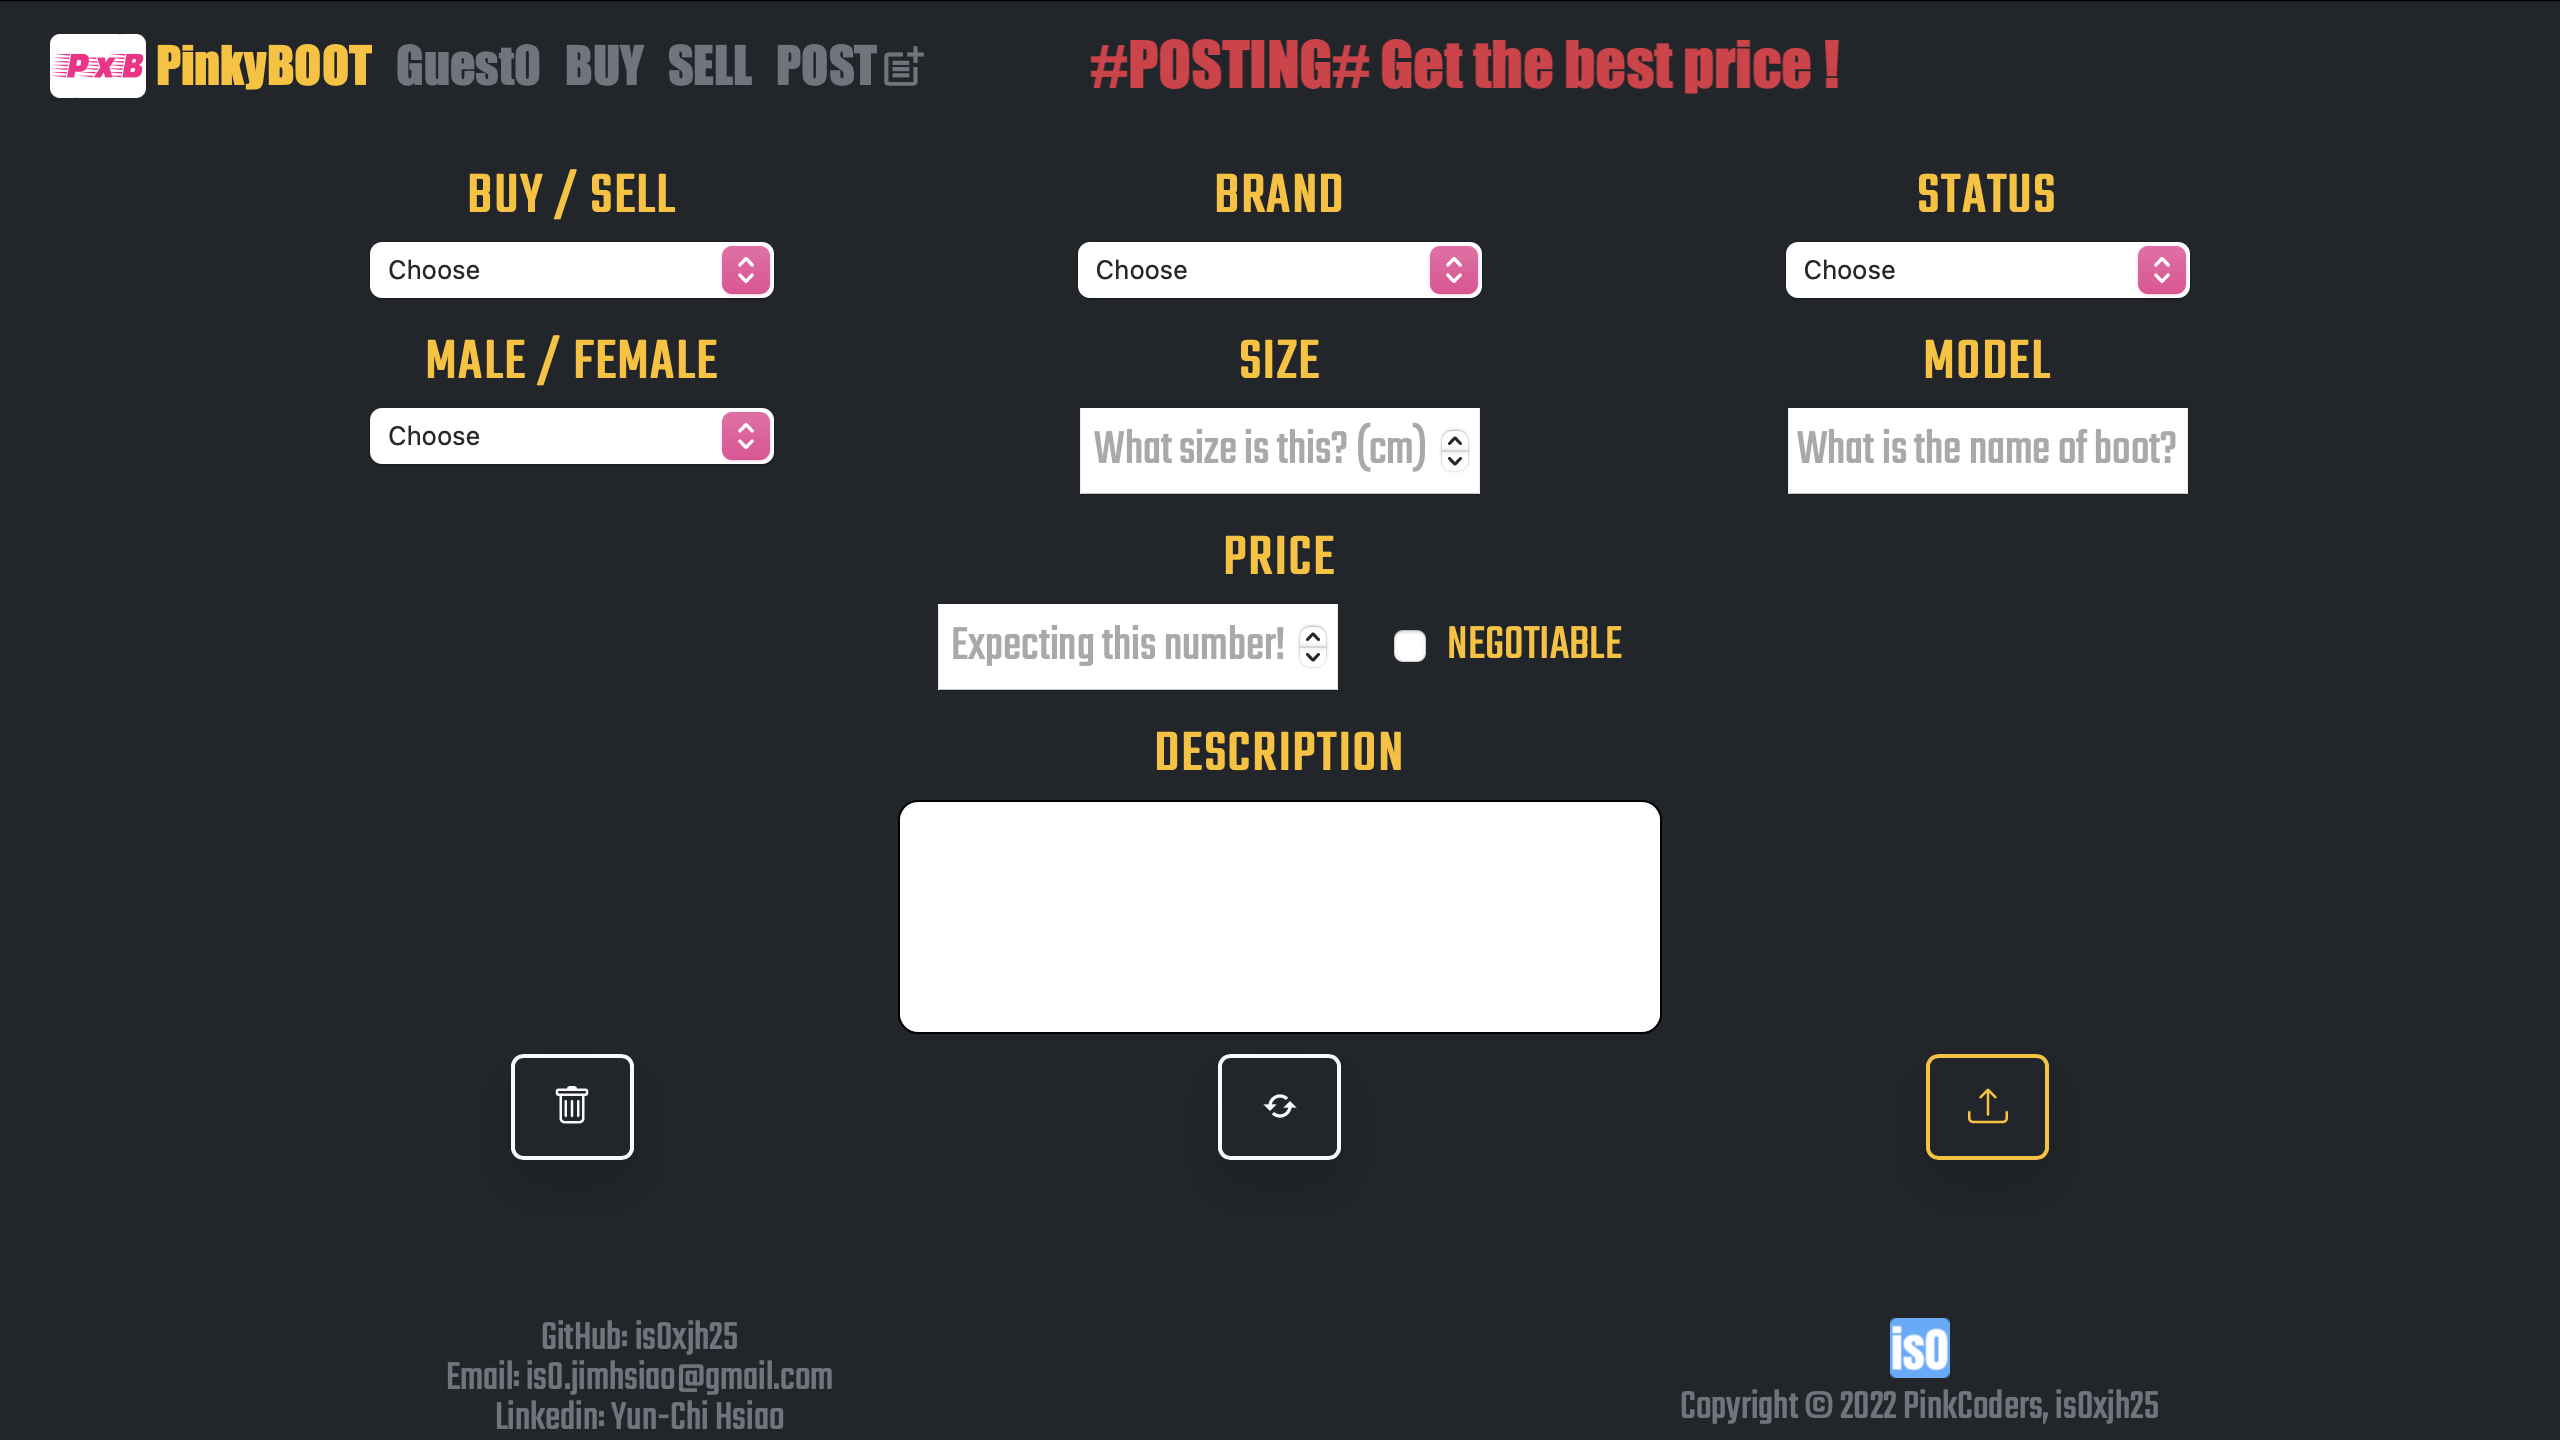 PxB PinkyBOOT Guest0 BUY SELL POST
#POSTING# Get the best price !
BUY / SELL
Choose
BRAND
Choose
STATUS
Choose
MALE / FEMALE
Choose
SIZE
What size is this? (cm)
MODEL
What is the name of boot?
PRICE
Expecting this number!
NEGOTIABLE
DESCRIPTION
GitHub: is0xjh25
Email: is0.jimhsiao@gmail.com
Linkedin: Yun-Chi Hsiao
is0
Copyright © 2022 PinkCoders, is0xjh25